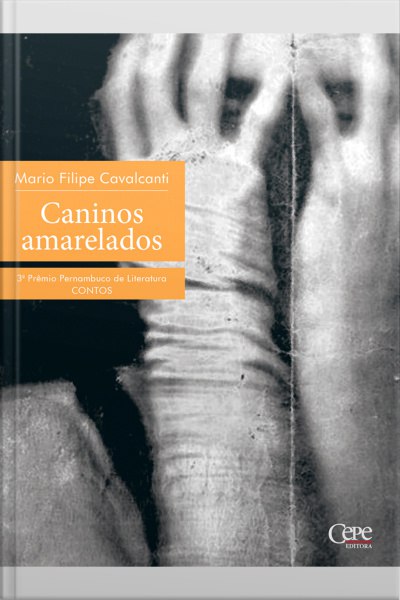 Mario Filipe Cavalcanti
Caninos
amarelados
3º Prêmio Pernambuco de Literatura
CONTOS
Cepe
EDITORA